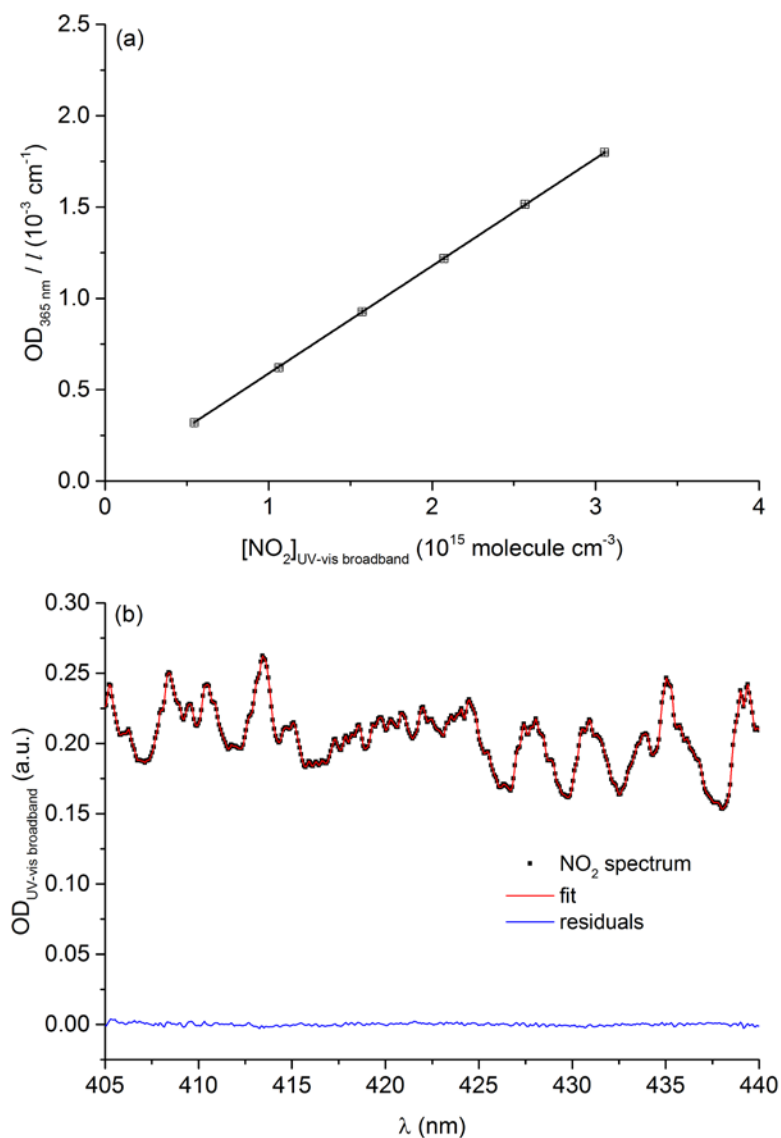 (a)
2.5
2.0
1.5
1.0
0.5
0.0
OD365 nm / l (10-3 cm-1)
0 1 2 3 4
[NO2]UV-vis broadband (1015 molecule cm-3)
(b)
0.30
0.25
0.20
0.15
0.10
0.05
0.00
ODUV-vis broadband (a.u.)
NO2 spectrum
fit
residuals
405 410 415 420 425 430 435 440
λ (nm)